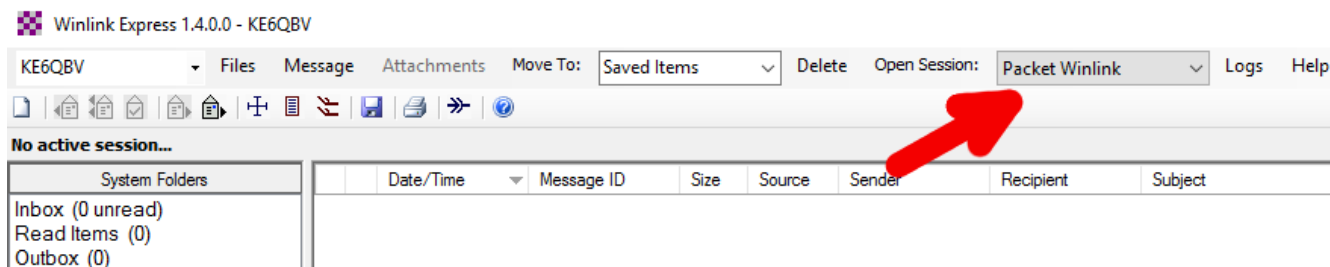 Winlink Express 1.4.0.0 - KE6QBV
KE6QBV Files Message Attachments Move To: Saved Items Delete Open Session: Packet Winlink Logs Help
No active session...
System Folders Date/Time Message ID Size Source Sender Recipient Subject
Inbox (0 unread)
Read Items (0)
Outbox (0)